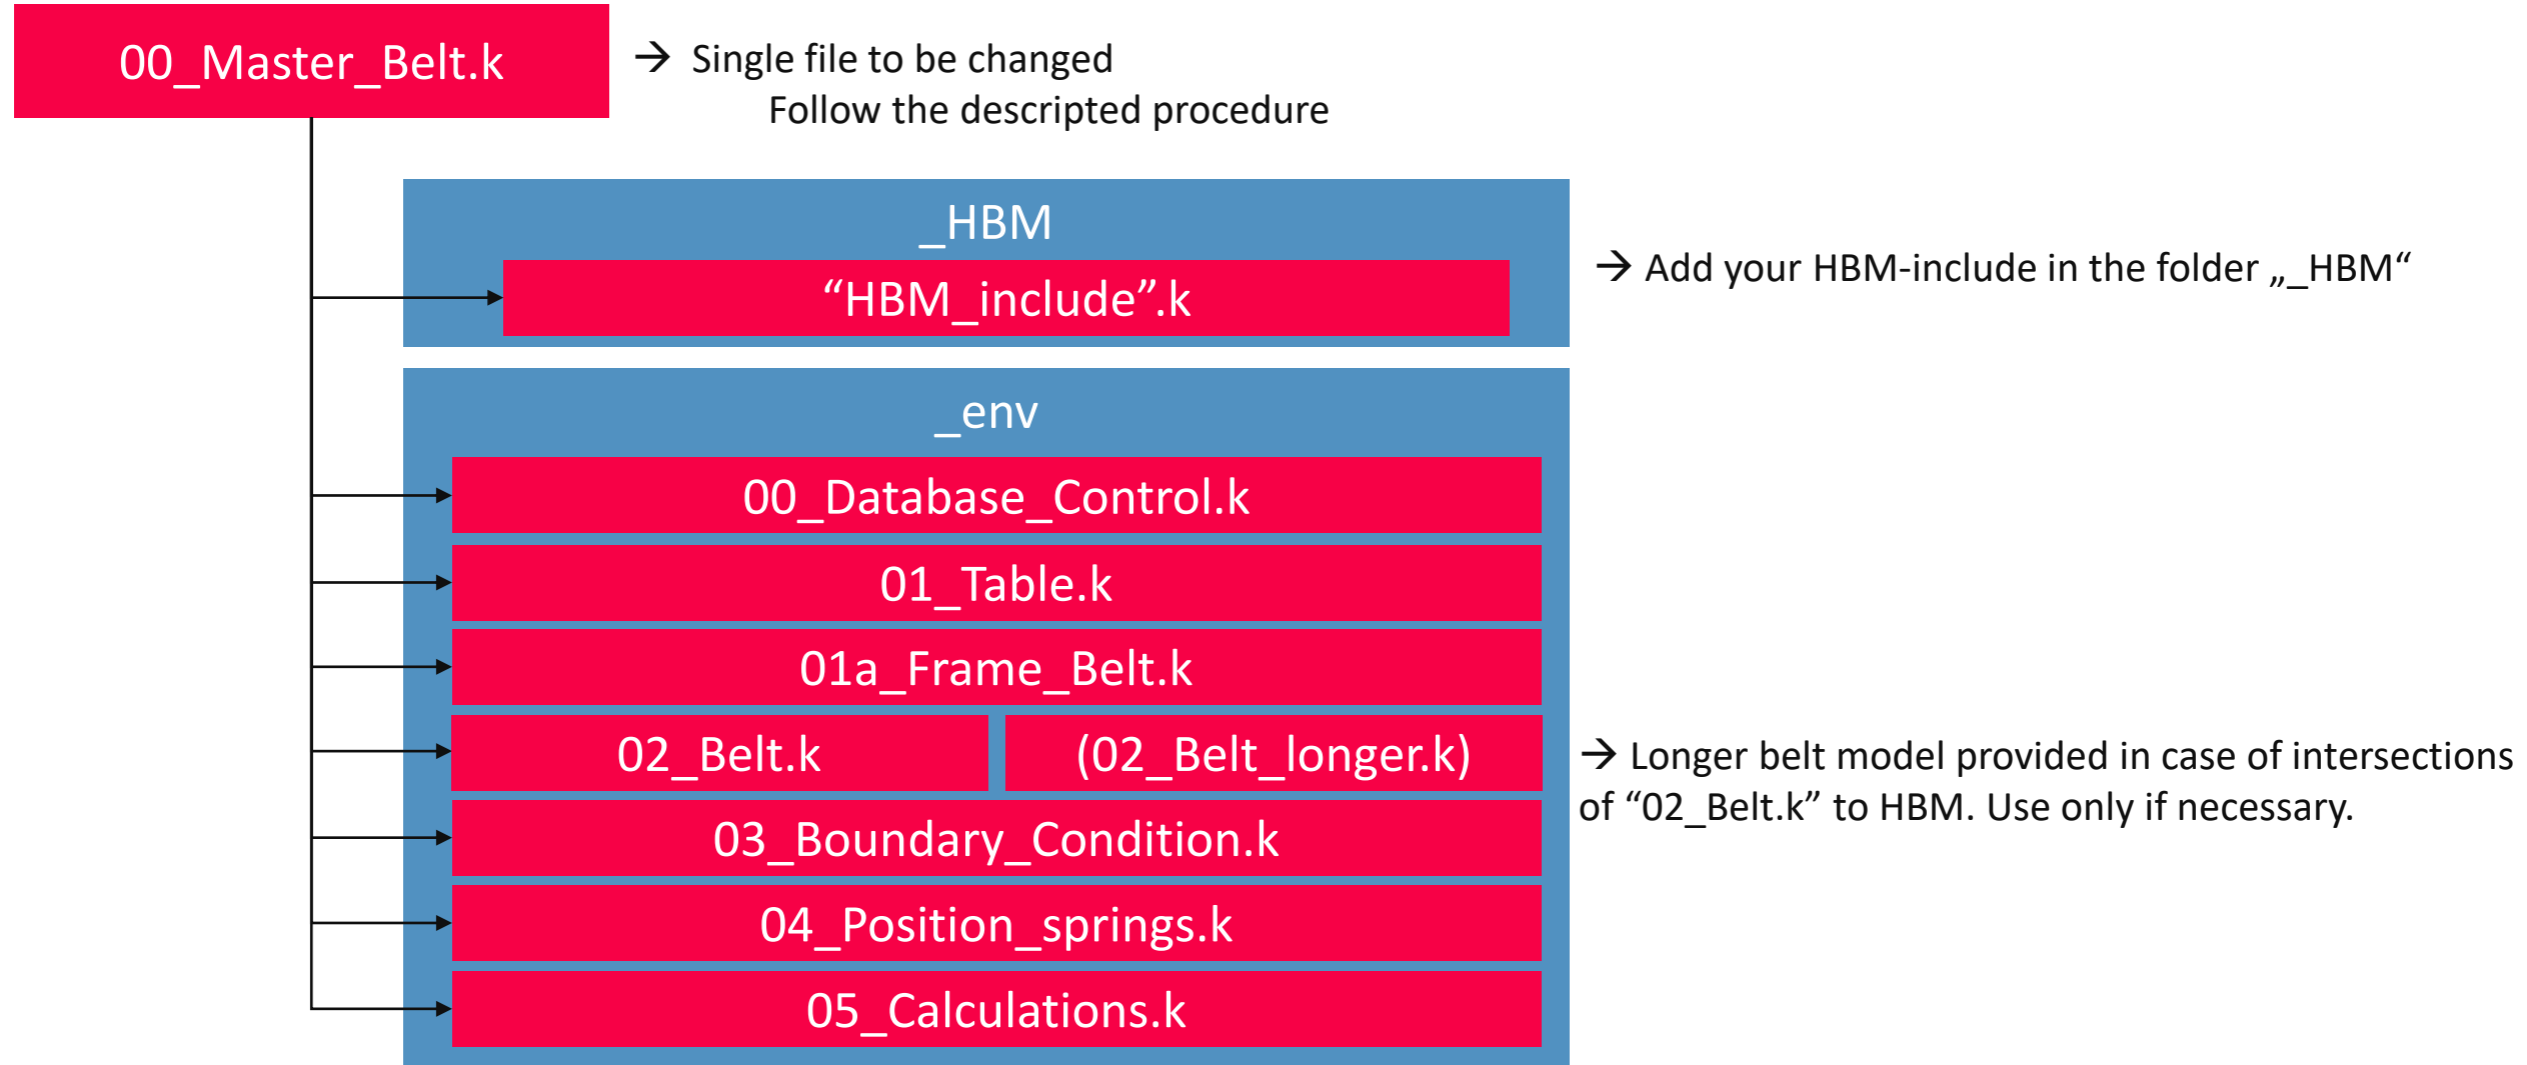 00_Master_Belt.k
→ Single file to be changed
Follow the descripted procedure
_HBM
“HBM_include”.k
→ Add your HBM-include in the folder „_HBM“
_env
00_Database_Control.k
01_Table.k
01a_Frame_Belt.k
02_Belt.k
(02_Belt_longer.k)
→ Longer belt model provided in case of intersections
of “02_Belt.k” to HBM. Use only if necessary.
03_Boundary_Condition.k
04_Position_springs.k
05_Calculations.k